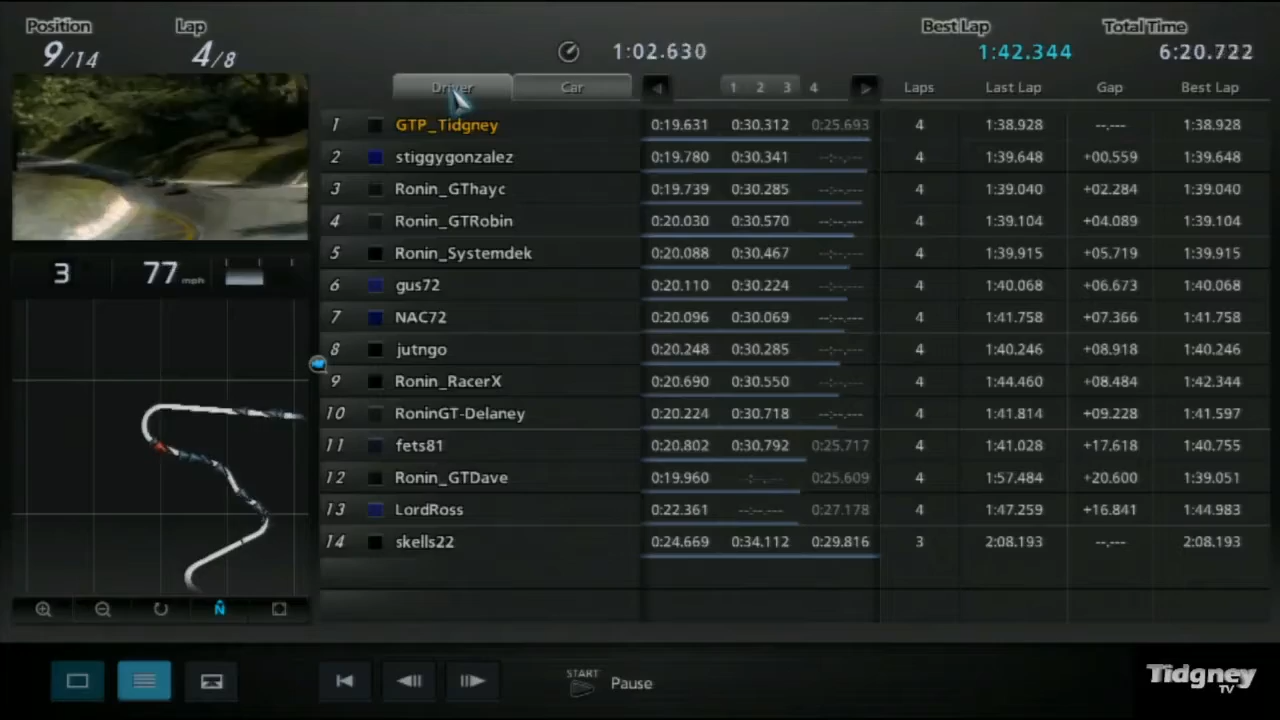 Position Lap Best Lap Total Time
9/14 4/8 1:02.630 1:42.344 6:20.722
Driver Car 1 2 3 4 Laps Last Lap Gap Best Lap
1 GTP_Tidgney 0:19.631 0:30.312 0:25.693 4 1:38.928 --.--- 1:38.928
2 stiggygonzalez 0:19.780 0:30.341 --:--.--- 4 1:39.648 +00.559 1:39.648
3 Ronin_GThayc 0:19.739 0:30.285 --:--.--- 4 1:39.040 +02.284 1:39.040
4 Ronin_GTRobin 0:20.030 0:30.570 --:--.--- 4 1:39.104 +04.089 1:39.104
5 Ronin_Systemdek 0:20.088 0:30.467 --:--.--- 4 1:39.915 +05.719 1:39.915
6 gus72 0:20.110 0:30.224 --:--.--- 4 1:40.068 +06.673 1:40.068
7 NAC72 0:20.096 0:30.069 --:--.--- 4 1:41.758 +07.366 1:41.758
8 jutngo 0:20.248 0:30.285 --:--.--- 4 1:40.246 +08.918 1:40.246
9 Ronin_RacerX 0:20.690 0:30.550 --:--.--- 4 1:44.460 +08.484 1:42.344
10 RoninGT-Delaney 0:20.224 0:30.718 --:--.--- 4 1:41.814 +09.228 1:41.597
11 fets81 0:20.802 0:30.792 0:25.717 4 1:41.028 +17.618 1:40.755
12 Ronin_GTDave 0:19.960 --:--.--- 0:25.609 4 1:57.484 +20.600 1:39.051
13 LordRoss 0:22.361 --:--.--- 0:27.178 4 1:47.259 +16.841 1:44.983
14 skells22 0:24.669 0:34.112 0:29.816 3 2:08.193 --.--- 2:08.193
3 77 mph
N
START
Pause
Tidgney
TV